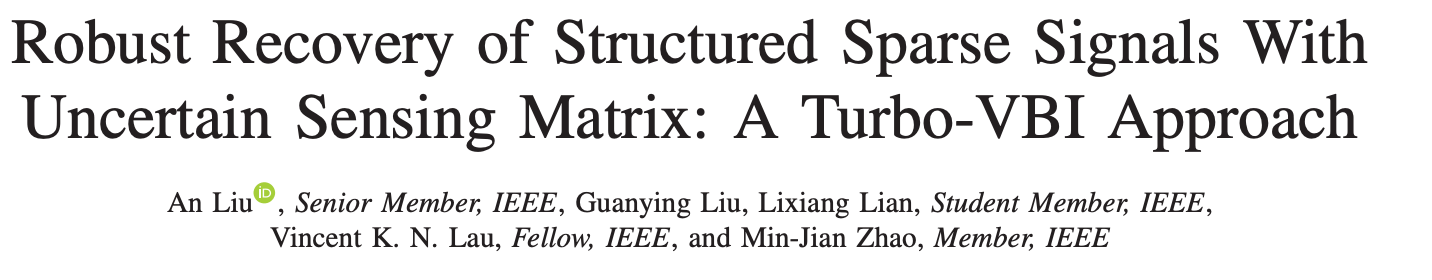 Robust Recovery of Structured Sparse Signals With
Uncertain Sensing Matrix: A Turbo-VBI Approach
An Liu iD, Senior Member, IEEE, Guanying Liu, Lixiang Lian, Student Member, IEEE,
Vincent K. N. Lau, Fellow, IEEE, and Min-Jian Zhao, Member, IEEE